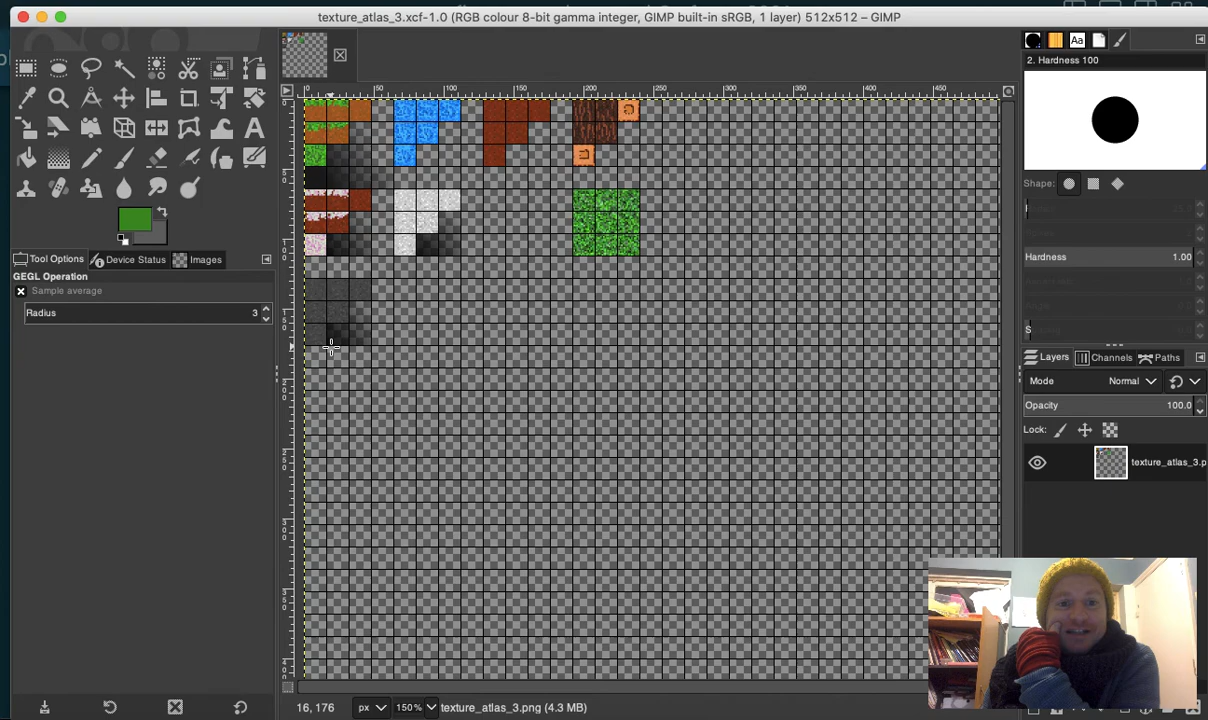 texture_atlas_3.xcf-1.0 (RGB colour 8-bit gamma integer, GIMP built-in sRGB, 1 layer) 512x512 – GIMP
0 50 100 150 200 250 300 350 400 450
2. Hardness 100
Aa
Shape:
Hardness 1.00
Tool Options Device Status Images
GEGL Operation
Sample average
Radius 3
Layers Channels Paths
Mode Normal
Opacity 100.0
Lock:
texture_atlas_3.p
16, 176 px 150% texture_atlas_3.png (4.3 MB)